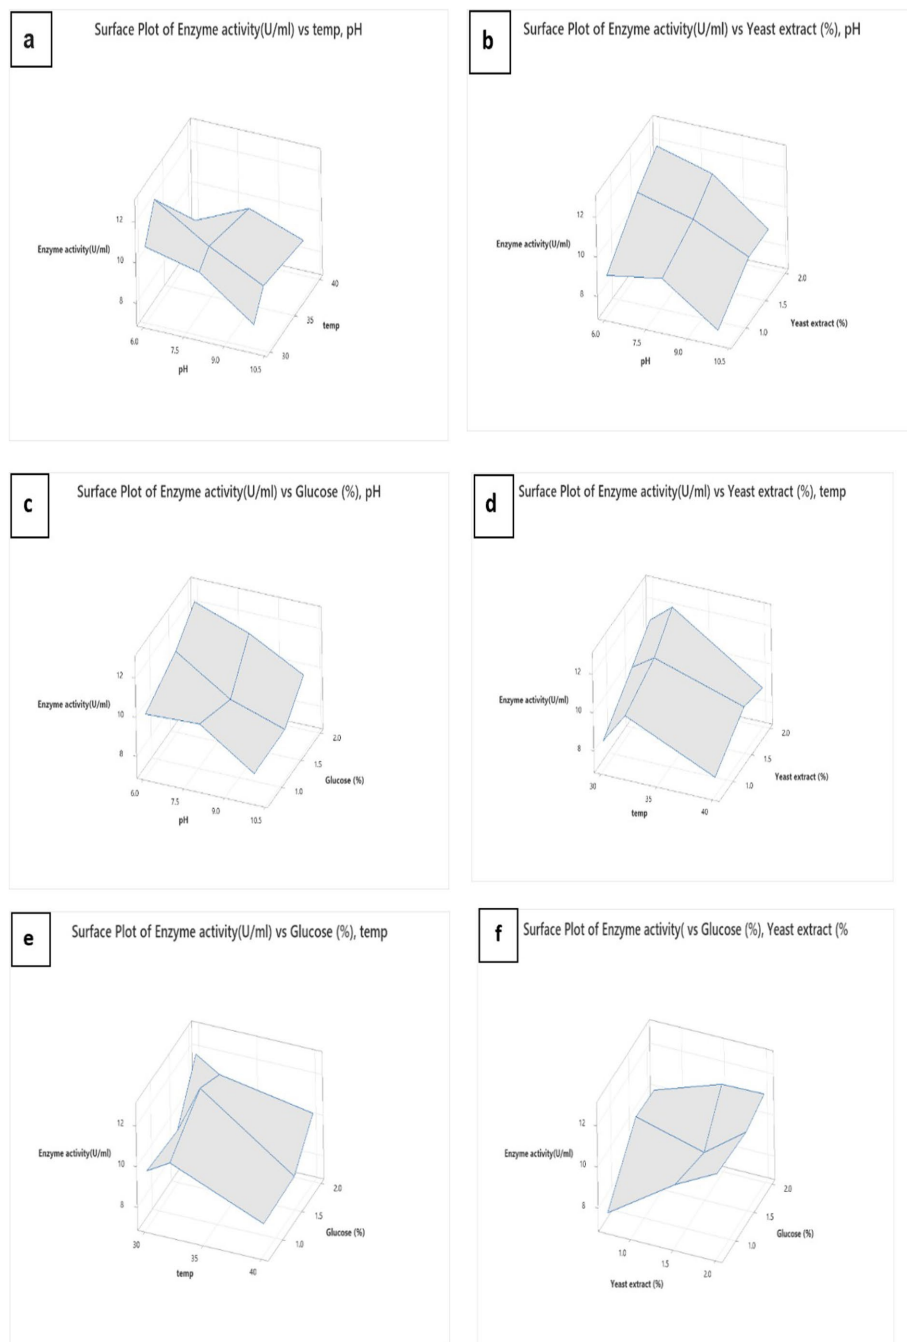 a
Surface Plot of Enzyme activity(U/ml) vs temp, pH
Enzyme activity(U/ml)
12
10
8
6.0
7.5
9.0
10.5
pH
30
35
40
temp
b
Surface Plot of Enzyme activity(U/ml) vs Yeast extract (%), pH
Enzyme activity(U/ml)
12
10
8
6.0
7.5
9.0
10.5
pH
1.0
1.5
2.0
Yeast extract (%)
c
Surface Plot of Enzyme activity(U/ml) vs Glucose (%), pH
Enzyme activity(U/ml)
12
10
8
6.0
7.5
9.0
10.5
pH
1.0
1.5
2.0
Glucose (%)
d
Surface Plot of Enzyme activity(U/ml) vs Yeast extract (%), temp
Enzyme activity(U/ml)
12
10
8
30
35
40
temp
1.0
1.5
2.0
Yeast extract (%)
e
Surface Plot of Enzyme activity(U/ml) vs Glucose (%), temp
Enzyme activity(U/ml)
12
10
8
30
35
40
temp
1.0
1.5
2.0
Glucose (%)
f
Surface Plot of Enzyme activity( vs Glucose (%), Yeast extract (%
Enzyme activity(U/ml)
12
10
8
1.0
1.5
2.0
Yeast extract (%)
1.0
1.5
2.0
Glucose (%)